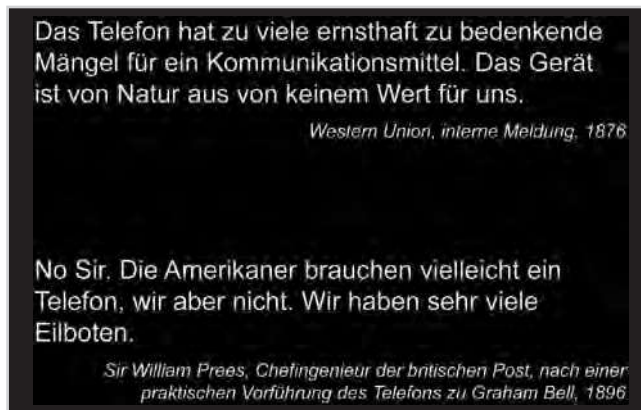 Das Telefon hat zu viele ernsthaft zu bedenkende
Mängel für ein Kommunikationsmittel. Das Gerät
ist von Natur aus von keinem Wert für uns.
Western Union, interne Meldung, 1876
No Sir. Die Amerikaner brauchen vielleicht ein
Telefon, wir aber nicht. Wir haben sehr viele
Eilboten.
Sir William Prees, Chefingenieur der britischen Post, nach einer
praktischen Vorführung des Telefons zu Graham Bell, 1896